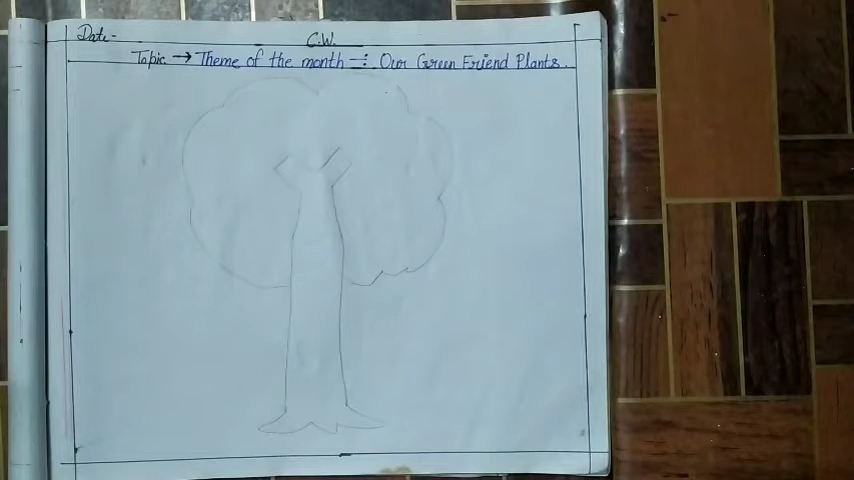 Date-
C.W.
Topic → Theme of the month :- Our Green Friend Plants.